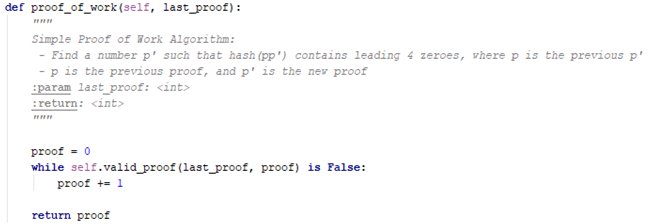 def proof_of_work(self, last_proof):
"""
Simple Proof of Work Algorithm:
- Find a number p' such that hash(pp') contains leading 4 zeroes, where p is the previous p'
- p is the previous proof, and p' is the new proof
:param last_proof: <int>
:return: <int>
"""
proof = 0
while self.valid_proof(last_proof, proof) is False:
proof += 1
return proof